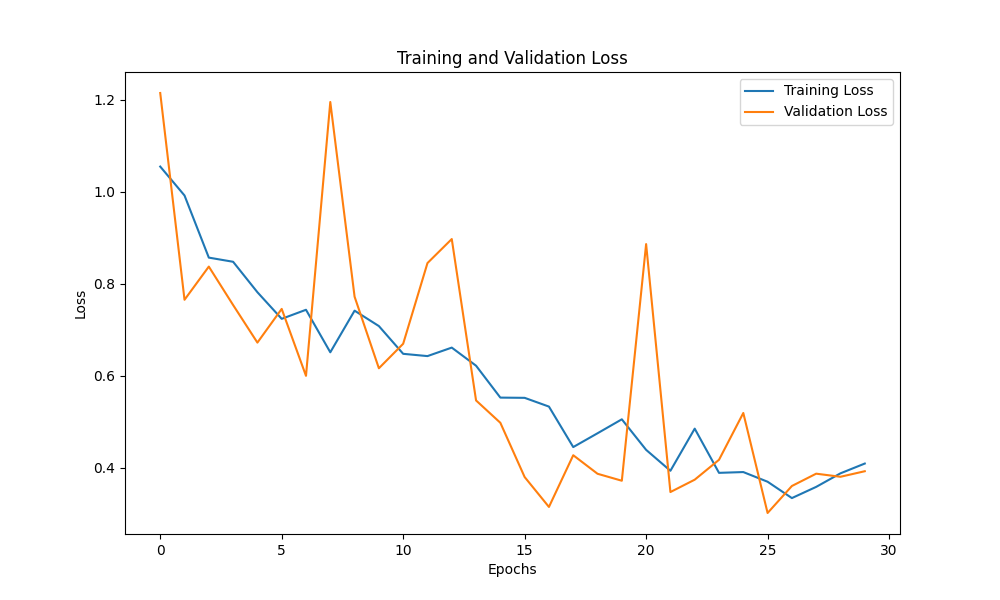 Training and Validation Loss
Training Loss
Validation Loss
1.2
1.0
0.8
0.6
0.4
Loss
0 5 10 15 20 25 30
Epochs